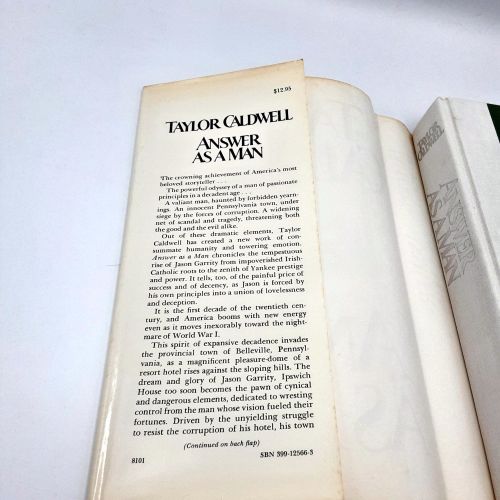 $12.95
TAYLOR CALDWELL
ANSWER
AS A MAN
The crowning achievement of America's most
beloved storyteller . . .
The powerful odyssey of a man of passionate
principles in a decadent age . . .
A valiant man, haunted by forbidden yearn-
ings. An innocent Pennsylvania town, under
siege by the forces of corruption. A widening
net of scandal and tragedy, threatening both
the good and the evil alike.
Out of these dramatic elements, Taylor
Caldwell has created a new work of con-
summate humanity and towering emotion.
Answer as a Man chronicles the tempestuous
rise of Jason Garrity from impoverished Irish-
Catholic roots to the zenith of Yankee prestige
and power. It tells, too, of the painful price of
success and of decency, as Jason is forced by
his own principles into a union of lovelessness
and deception.
It is the first decade of the twentieth cen-
tury, and America booms with new energy
even as it moves inexorably toward the night-
mare of World War I.
This spirit of expansive decadence invades
the provincial town of Belleville, Pennsyl-
vania, as a magnificent pleasure-dome of a
resort hotel rises against the sloping hills. The
dream and glory of Jason Garrity, Ipswich
House too soon becomes the pawn of cynical
and dangerous elements, dedicated to wresting
control from the man whose vision fueled their
fortunes. Driven by the unyielding struggle
to resist the corruption of his hotel, his town
(Continued on back flap)
8101 SBN 399-12566-3
TAYLOR
CALDWELL